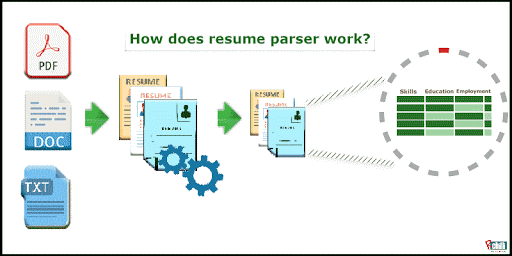 How does resume parser work?
PDF
DOC
TXT
RESUME
RESUME
Skills Education Employment